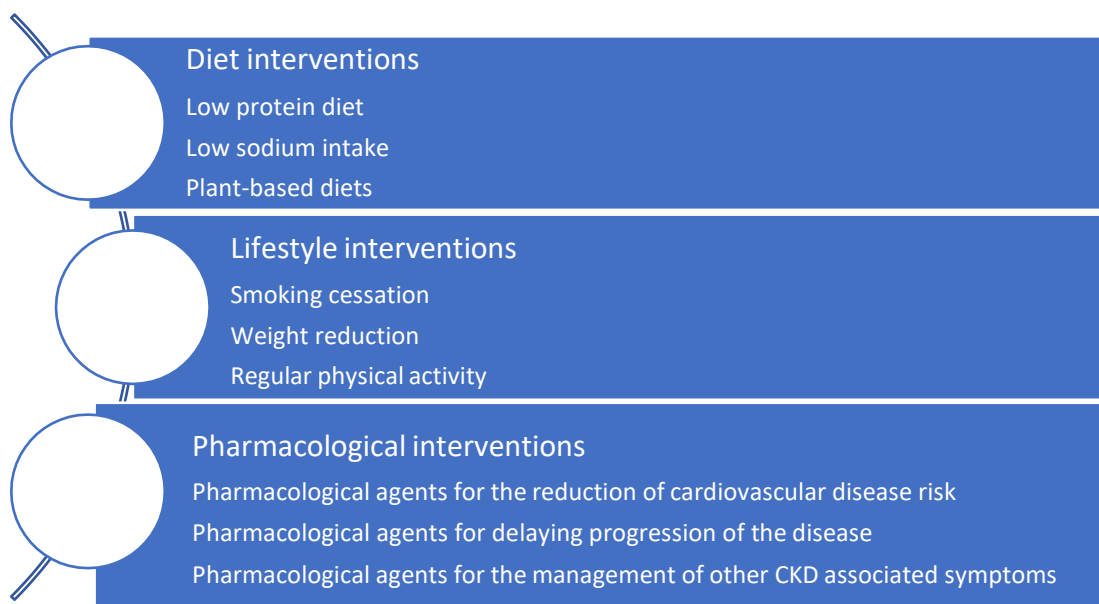 Diet interventions
Low protein diet
Low sodium intake
Plant-based diets
Lifestyle interventions
Smoking cessation
Weight reduction
Regular physical activity
Pharmacological interventions
Pharmacological agents for the reduction of cardiovascular disease risk
Pharmacological agents for delaying progression of the disease
Pharmacological agents for the management of other CKD associated symptoms